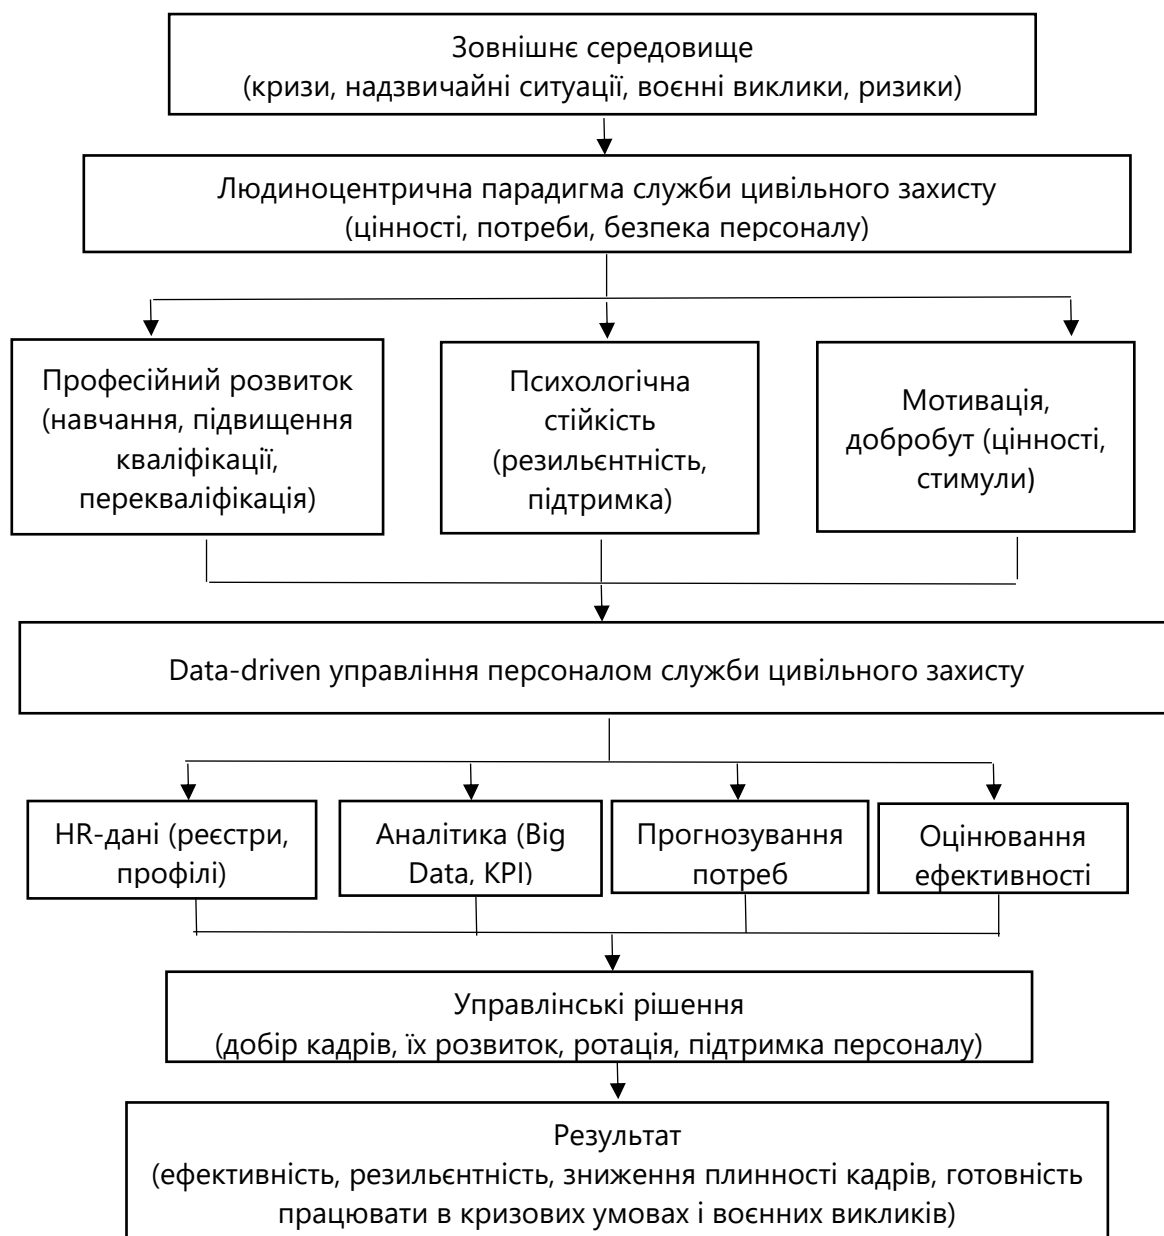 Зовнішнє середовище
(кризи, надзвичайні ситуації, воєнні виклики, ризики)
Людиноцентрична парадигма служби цивільного захисту
(цінності, потреби, безпека персоналу)
Професійний розвиток
(навчання, підвищення
кваліфікації,
перекваліфікація)
Психологічна
стійкість
(резильєнтність,
підтримка)
Мотивація,
добробут (цінності,
стимули)
Data-driven управління персоналом служби цивільного захисту
HR-дані (реєстри,
профілі)
Аналітика (Big
Data, KPI)
Прогнозування
потреб
Оцінювання
ефективності
Управлінські рішення
(добір кадрів, їх розвиток, ротація, підтримка персоналу)
Результат
(ефективність, резильєнтність, зниження плинності кадрів, готовність
працювати в кризових умовах і воєнних викликів)